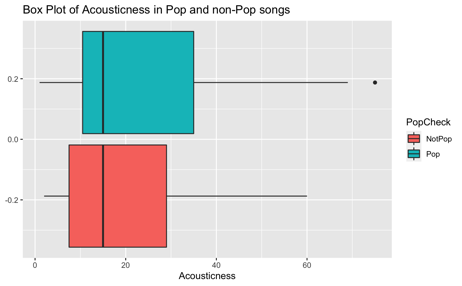 Box Plot of Acousticness in Pop and non-Pop songs
0.2
0.0
-0.2
0
20
40
60
Acousticness
PopCheck
NotPop
Pop